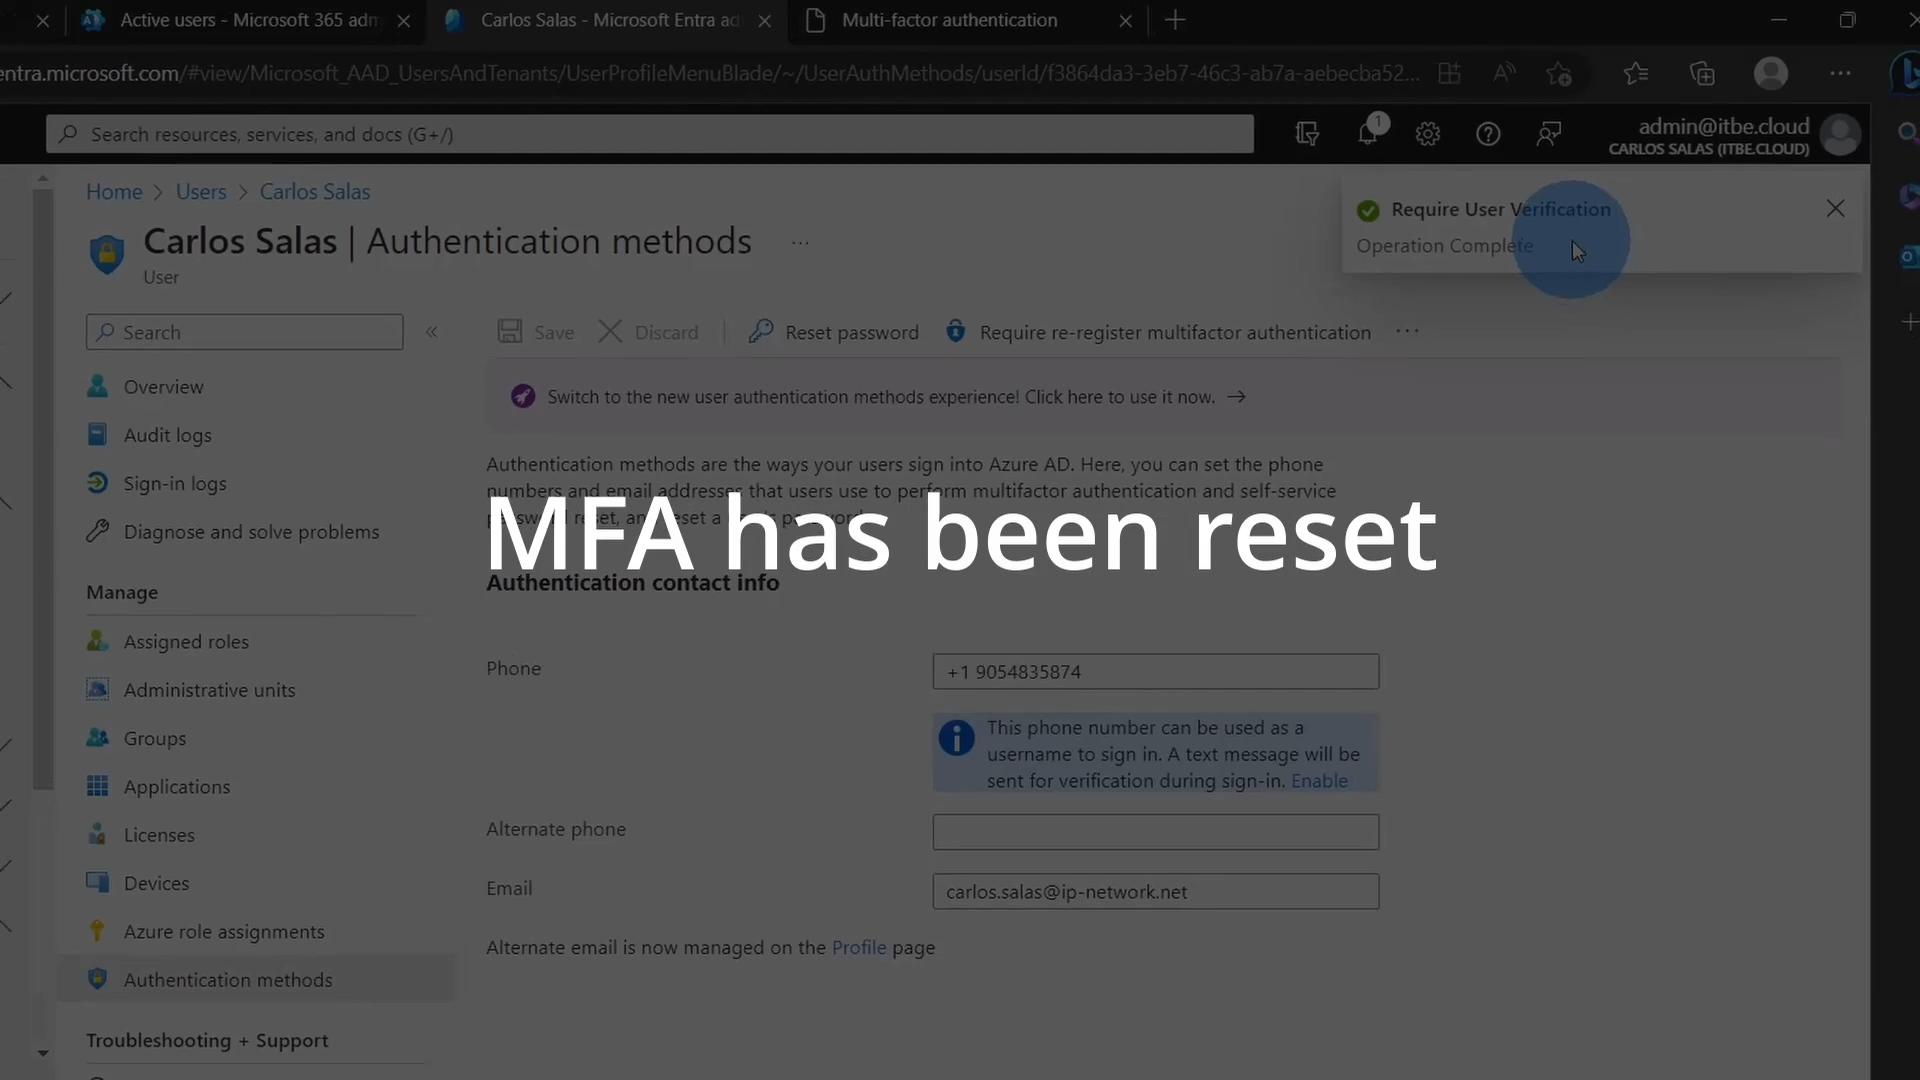 Active users - Microsoft 365 adm
Carlos Salas - Microsoft Entra ad
Multi-factor authentication
entra.microsoft.com/#view/Microsoft_AAD_UsersAndTenants/UserProfileMenuBlade/~/UserAuthMethods/userId/f3864da3-3eb7-46c3-ab7a-aebecba52...
Search resources, services, and docs (G+/)
1
admin@itbe.cloud
CARLOS SALAS (ITBE.CLOUD)
Home > Users > Carlos Salas
Carlos Salas | Authentication methods ...
User
Require User Verification
Operation Complete
Search
Save
Discard
Reset password
Require re-register multifactor authentication
Switch to the new user authentication methods experience! Click here to use it now. →
Overview
Audit logs
Sign-in logs
Diagnose and solve problems
Manage
Assigned roles
Administrative units
Groups
Applications
Licenses
Devices
Azure role assignments
Authentication methods
Troubleshooting + Support
Authentication methods are the ways your users sign into Azure AD. Here, you can set the phone
numbers and email addresses that users use to perform multifactor authentication and self-service
reset, and reset a
MFA has been reset
Authentication contact info
Phone
+1 9054835874
This phone number can be used as a
username to sign in. A text message will be
sent for verification during sign-in. Enable
Alternate phone
Email
carlos.salas@ip-network.net
Alternate email is now managed on the Profile page